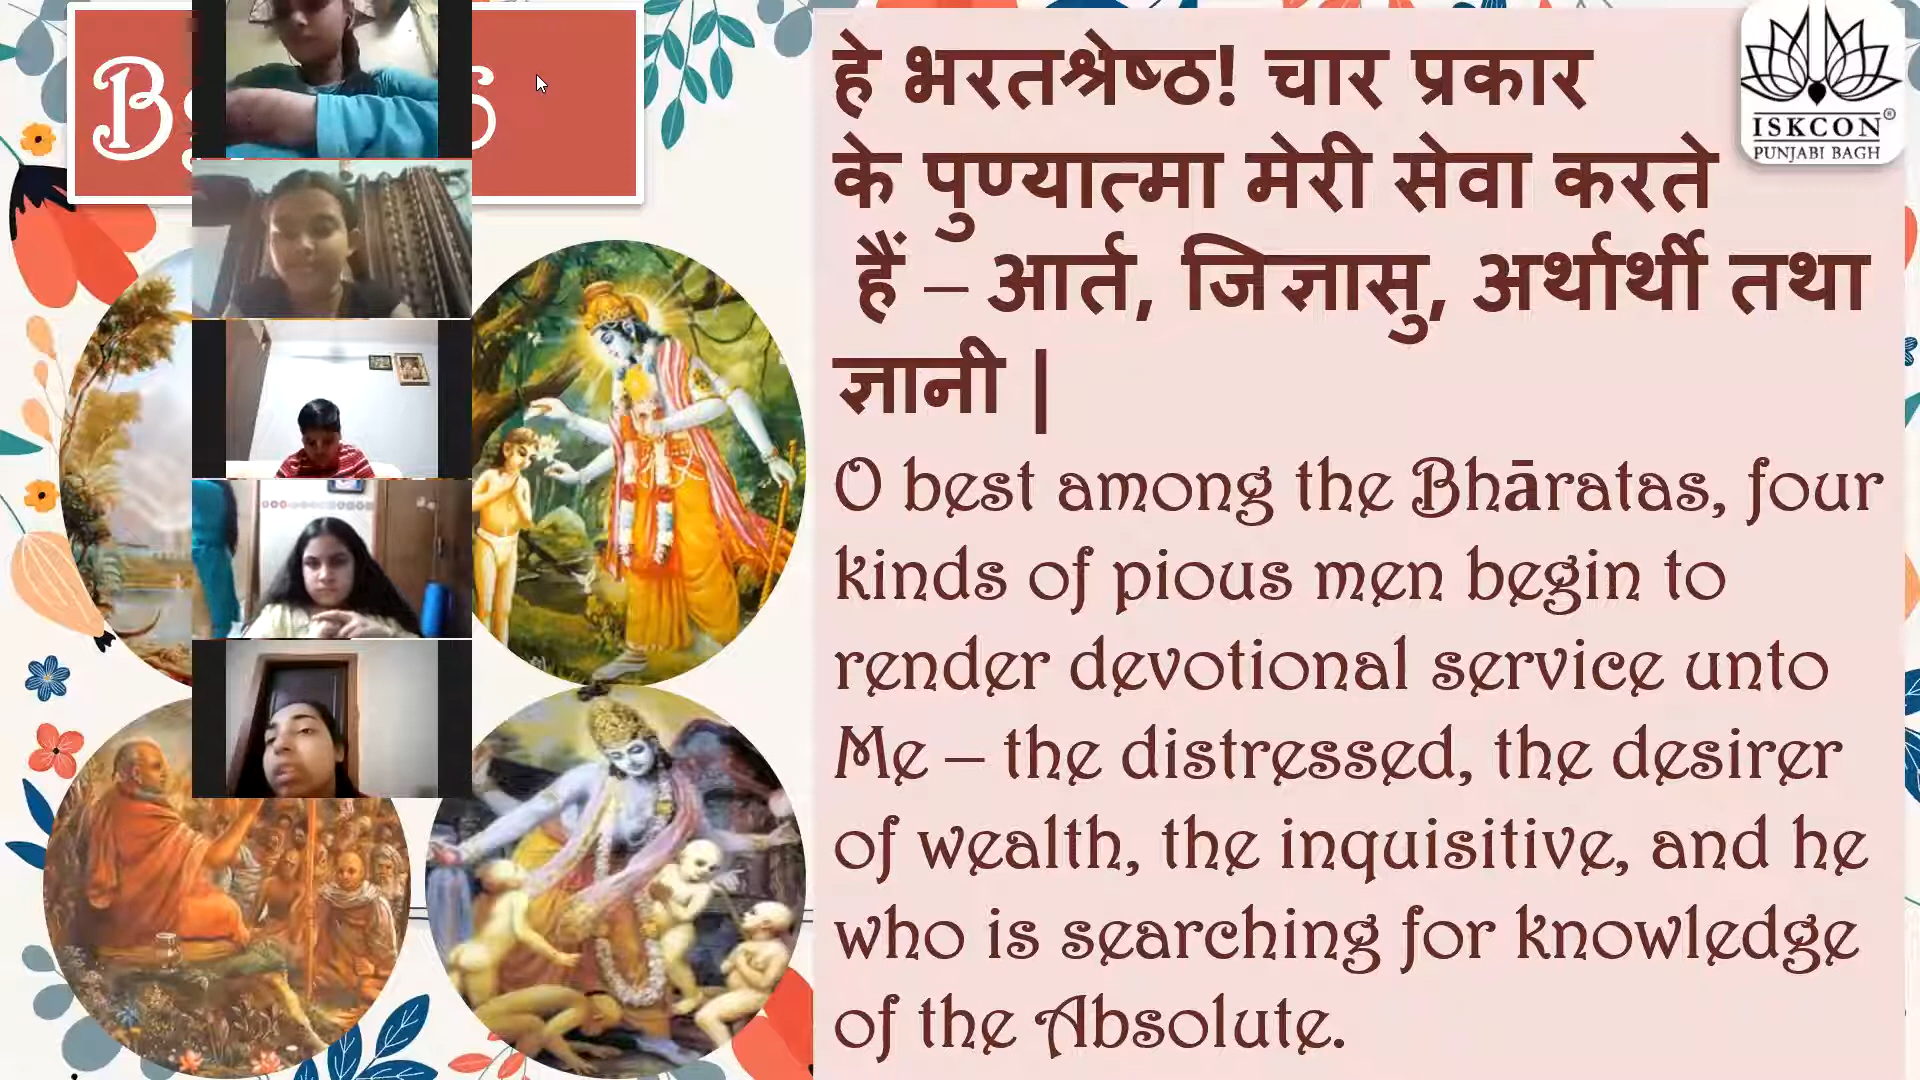 हे भरतश्रेष्ठ! चार प्रकार
के पुण्यात्मा मेरी सेवा करते
हैं – आर्त, जिज्ञासु, अर्थार्थी तथा
ज्ञानी |
O best among the Bhāratas, four
kinds of pious men begin to
render devotional service unto
Me – the distressed, the desirer
of wealth, the inquisitive, and he
who is searching for knowledge
of the Absolute.
ISKCON®
PUNJABI BAGH